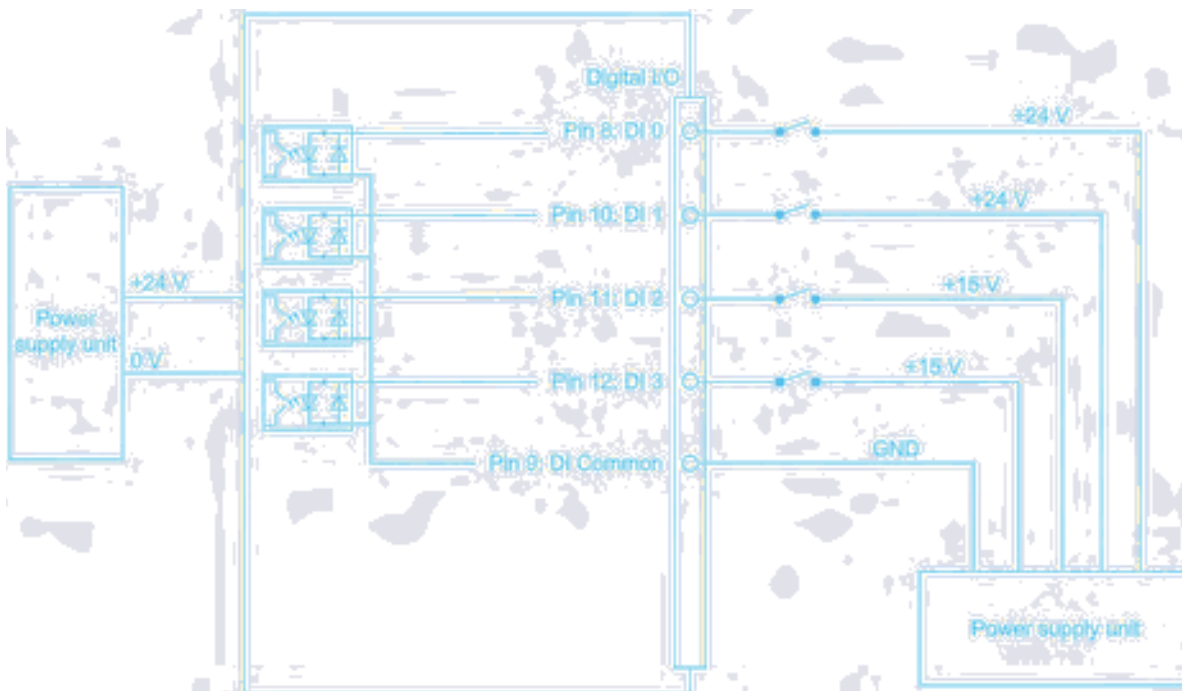 Digital I/O
Pin 8: DI 0
+24 V
Pin 10: DI 1
+24 V
+24 V
Pin 11: DI 2
+15 V
Power
supply unit
0 V
Pin 12: DI 3
+15 V
Pin 9: DI Common
GND
Power supply unit